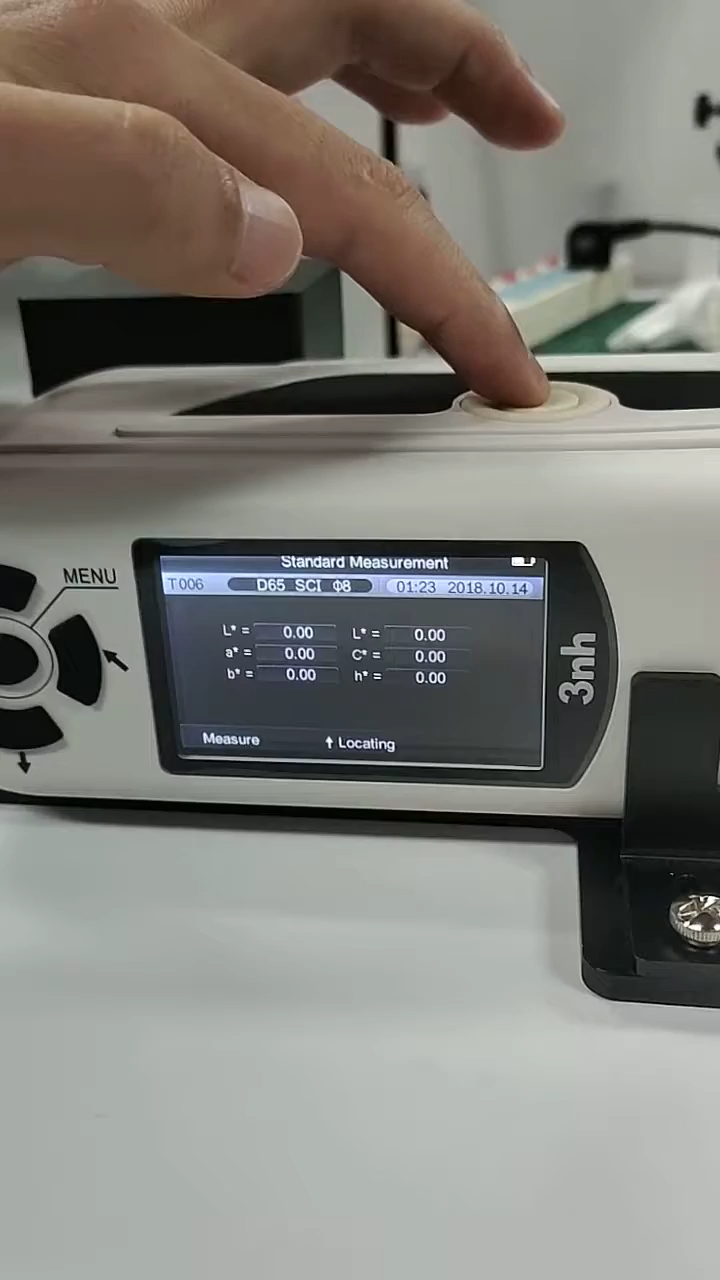 Standard Measurement
T006 D65 SCI Φ8 01:23 2018.10.14
MENU
L* = 0.00 L* = 0.00
a* = 0.00 C* = 0.00
b* = 0.00 h* = 0.00
3nh
Measure ↑ Locating